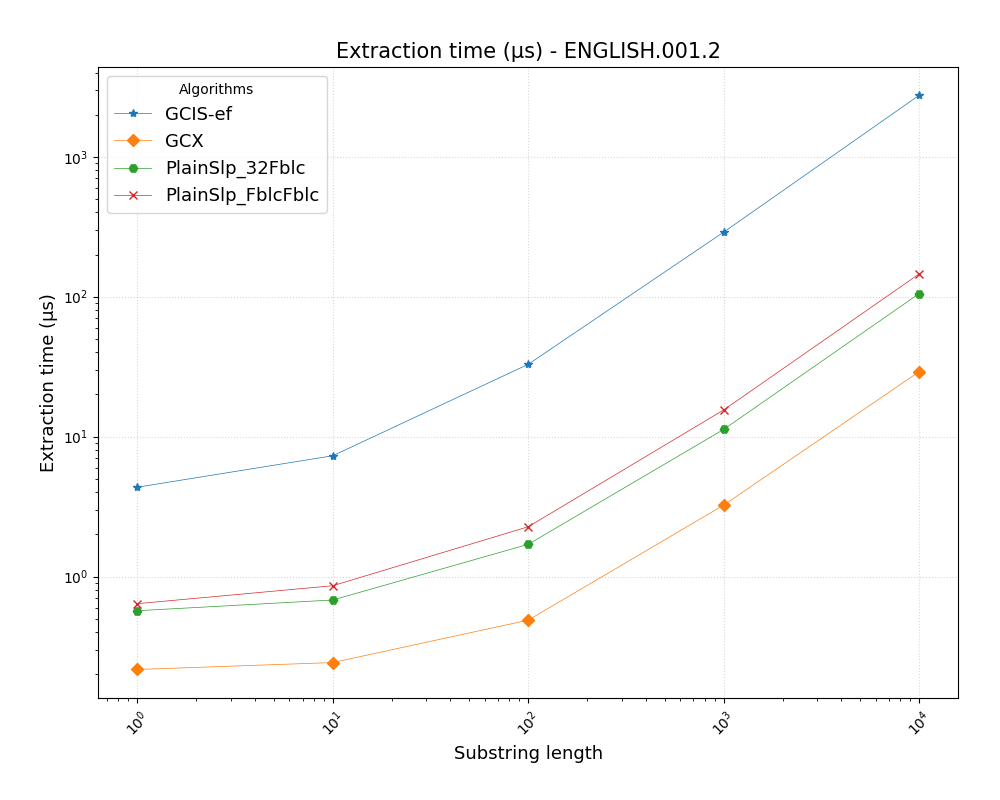 Extraction time (μs) - ENGLISH.001.2
Algorithms
GCIS-ef
GCX
PlainSlp_32Fblc
PlainSlp_FblcFblc
Extraction time (μs)
10³
10²
10¹
10⁰
10⁰ 10¹ 10² 10³ 10⁴
Substring length